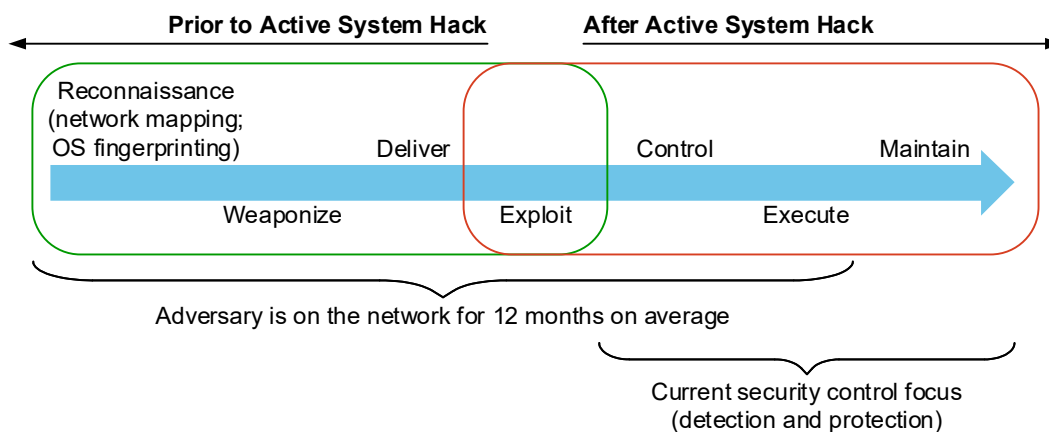 Prior to Active System Hack
After Active System Hack
Reconnaissance
(network mapping;
OS fingerprinting)
Deliver
Control
Maintain
Weaponize
Exploit
Execute
Adversary is on the network for 12 months on average
Current security control focus
(detection and protection)